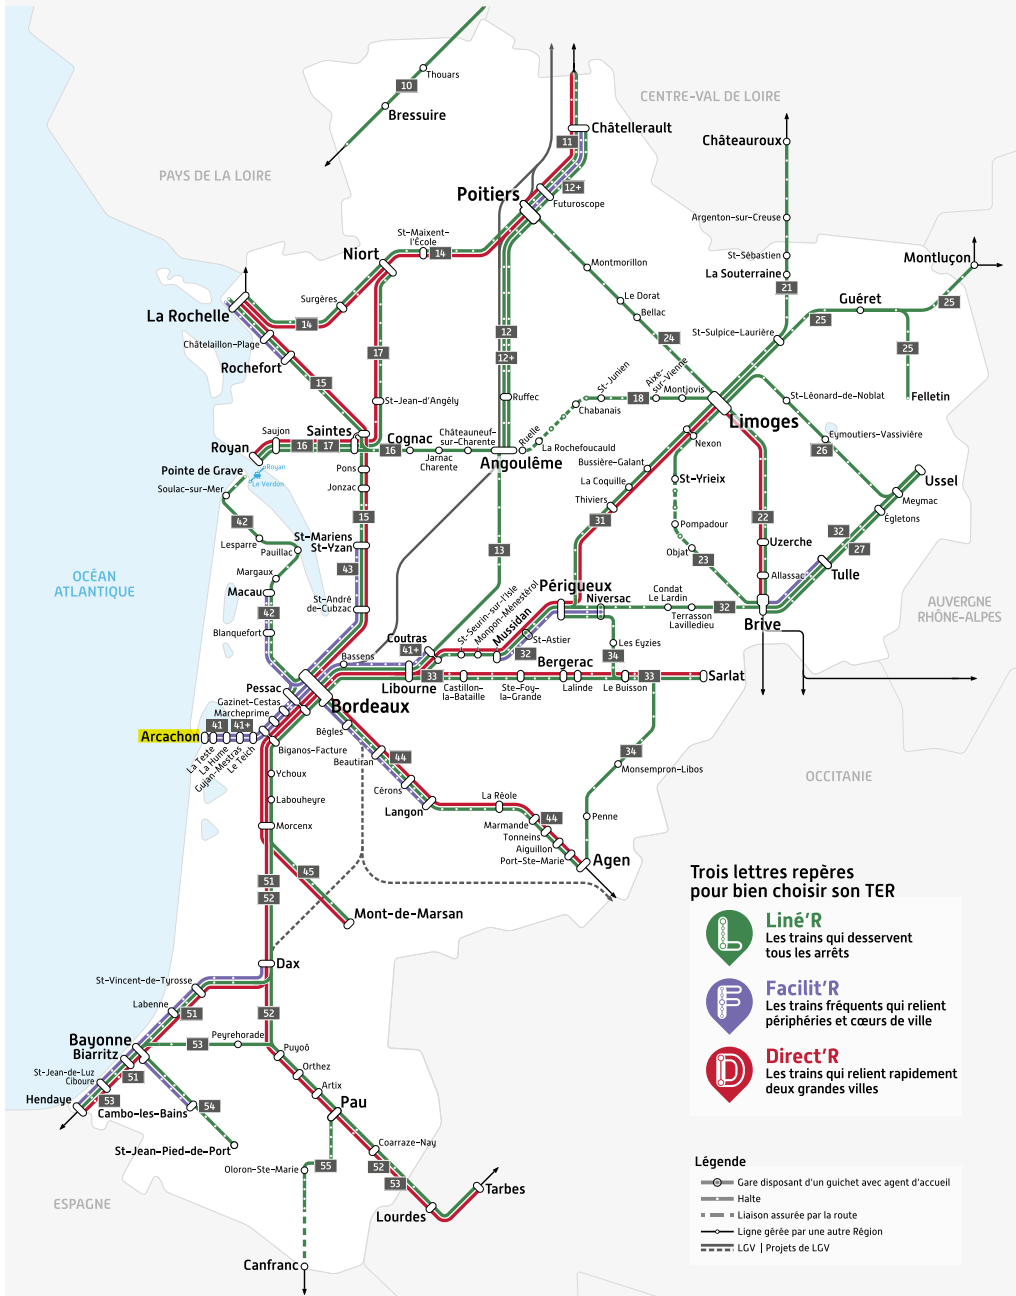 Thouars
10
Bressuire
CENTRE-VAL DE LOIRE
Châtellerault
11
Châteauroux
PAYS DE LA LOIRE
12+
Poitiers
Futuroscope
Argenton-sur-Creuse
St-Maixent-
l'École
14
Niort
Montmorillon
St-Sébastien
La Souterraine
Montluçon
21
Surgères
Le Dorat
Bellac
Guéret
25
25
La Rochelle
14
12
24
St-Sulpice-Laurière
Châtelaillon-Plage
17
12+
25
Rochefort
15
St-Junien
Aixe-
sur-Vienne
Montjovis
St-Jean-d'Angély
Ruffec
18
Chabanais
St-Léonard-de-Noblat
Felletin
Limoges
Saujon
Saintes
Cognac
Châteauneuf-
sur-Charente
Ruelle
La Rochefoucauld
Eymoutiers-Vassivière
Royan
16
17
16
Jarnac
Charente
Angoulême
Nexon
26
Pointe de Grave
Royan
Le Verdon
Pons
Bussière-Galant
St-Yrieix
Ussel
Soulac-sur-Mer
Jonzac
La Coquille
Meymac
Thiviers
Égletons
42
15
31
Pompadour
22
32
Lesparre
St-Mariens
St-Yzan
27
Pauillac
13
Objat
23
Uzerche
OCÉAN
ATLANTIQUE
Margaux
43
Allassac
Tulle
Macau
Périgueux
Niversac
Condat
Le Lardin
AUVERGNE
RHÔNE-ALPES
42
St-André
de-Cubzac
St-Seurin-sur-l'Isle
Monpon-Ménestérol
Mussidan
32
Terrasson
Lavilledieu
Brive
Blanquefort
Coutras
41+
St-Astier
32
Les Eyzies
Bassens
34
Bergerac
Pessac
Libourne
33
Castillon-
la-Bataille
Ste-Foy-
la-Grande
Lalinde
Le Buisson
33
Sarlat
Gazinet-Cestas
Marcheprime
Bordeaux
Arcachon
41
41+
La Teste
La Hume
Gujan-Mestras
Le Teich
Bègles
Biganos-Facture
Beautiran
44
34
Ychoux
Monsempron-Libos
OCCITANIE
Cérons
Labouheyre
La Réole
Langon
Penne
Morcenx
Marmande
44
Tonneins
Aiguillon
Port-Ste-Marie
Agen
45
51
52
Mont-de-Marsan
Trois lettres repères
pour bien choisir son TER
Liné'R
Les trains qui desservent
tous les arrêts
Dax
St-Vincent-de-Tyrosse
Facilit'R
Les trains fréquents qui relient
périphéries et cœurs de ville
Labenne
51
52
Bayonne
53
Peyrehorade
Biarritz
Puyoô
Direct'R
Les trains qui relient rapidement
deux grandes villes
St-Jean-de-Luz
Ciboure
51
Orthez
Artix
Hendaye
53
Cambo-les-Bains
54
Pau
St-Jean-Pied-de-Port
Coarraze-Nay
Oloron-Ste-Marie
55
52
53
Légende
Gare disposant d'un guichet avec agent d'accueil
Tarbes
Halte
ESPAGNE
Lourdes
Liaison assurée par la route
Ligne gérée par une autre Région
LGV | Projets de LGV
Canfranc